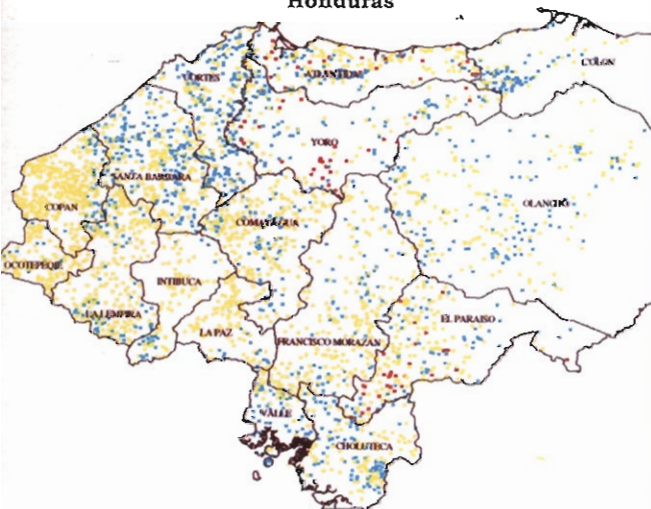 Honduras
CORTES
ATLANTIDA
COLON
YORO
SANTA BARBARA
COPAN
OLANCHO
COMAYAGUA
OCOTEPEQUE
INTIBUCA
LA LEMPIRA
EL PARAISO
LA PAZ
FRANCISCO MORAZAN
VALLE
CHOLUTECA